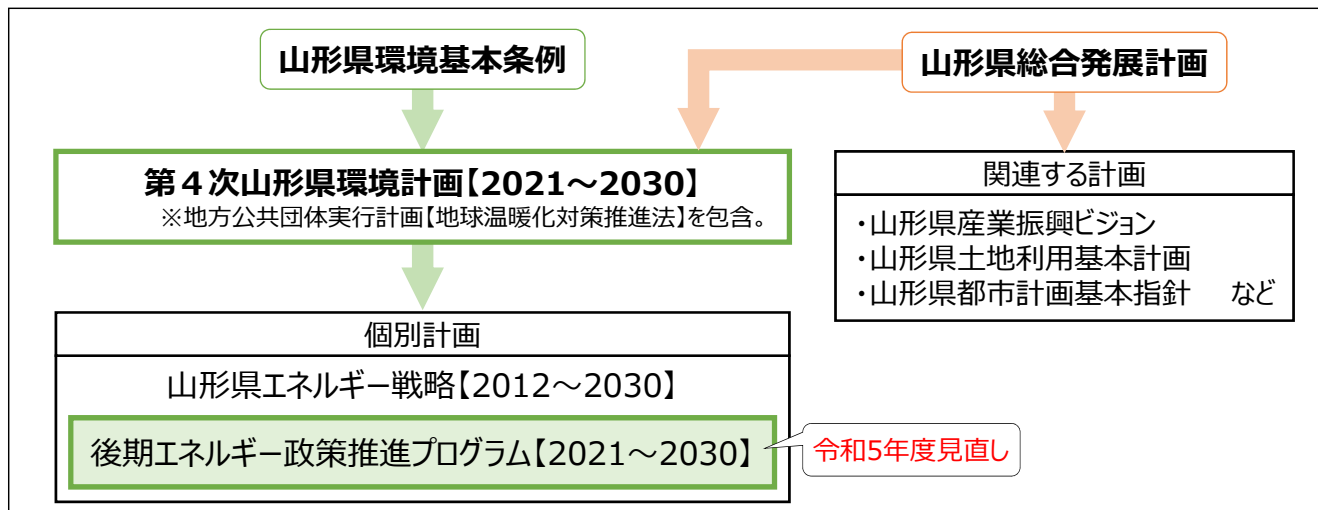 山形県環境基本条例
山形県総合発展計画
第4次山形県環境計画【2021～2030】
※地方公共団体実行計画【地球温暖化対策推進法】を包含。
関連する計画
・山形県産業振興ビジョン
・山形県土地利用基本計画
・山形県都市計画基本指針　など
個別計画
山形県エネルギー戦略【2012～2030】
後期エネルギー政策推進プログラム【2021～2030】
令和5年度見直し